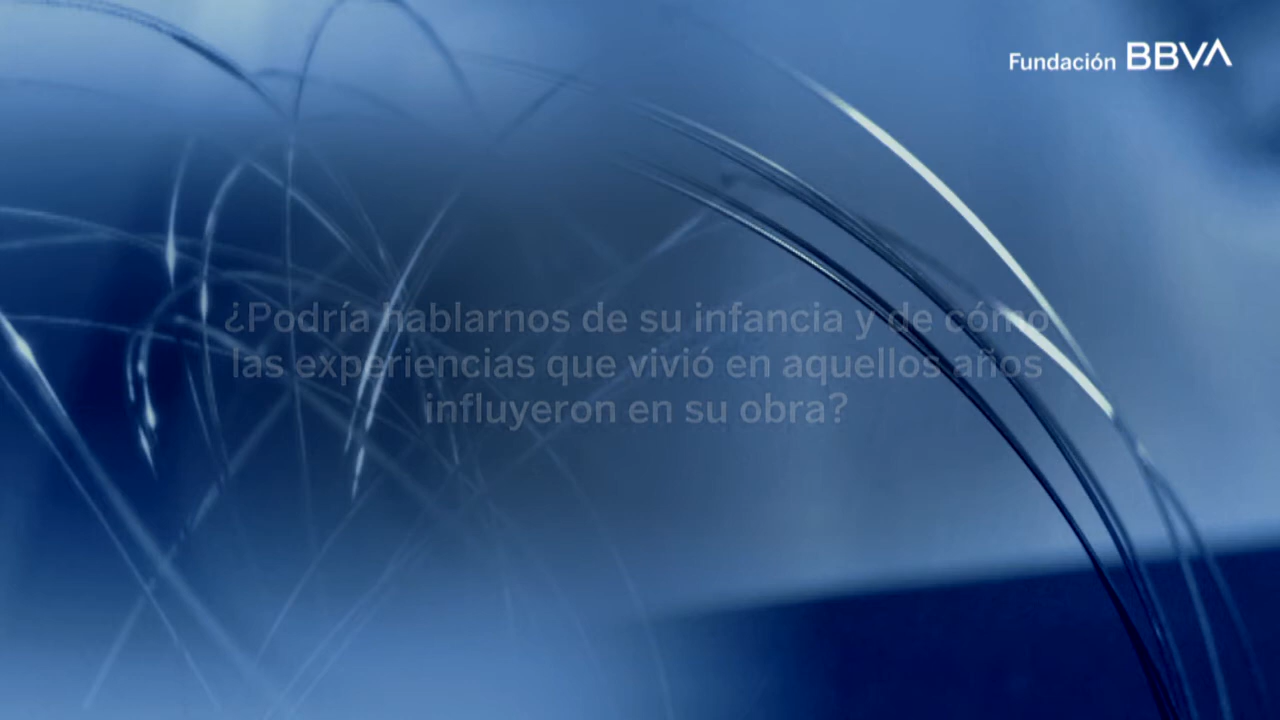 Fundación BBVA
¿Podría hablarnos de su infancia y de cómo
las experiencias que vivió en aquellos años
influyeron en su obra?